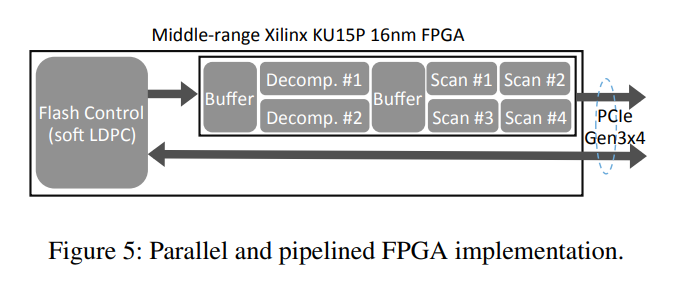 Middle-range Xilinx KU15P 16nm FPGA
Flash Control
(soft LDPC)
Buffer
Decomp. #1
Decomp. #2
Buffer
Scan #1
Scan #2
Scan #3
Scan #4
PCIe
Gen3x4
Figure 5: Parallel and pipelined FPGA implementation.